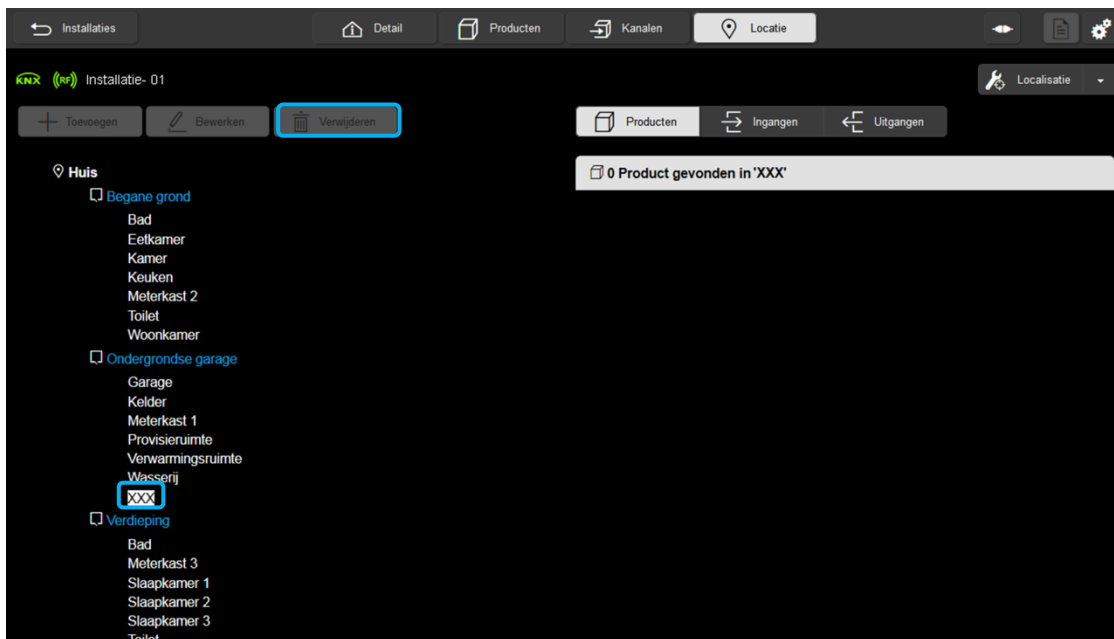 Installaties
Detail
Producten
Kanalen
Locatie
KNX ((RF)) Installatie- 01
Localisatie
Toevoegen
Bewerken
Verwijderen
Producten
Ingangen
Uitgangen
Huis
0 Product gevonden in 'XXX'
Begane grond
Bad
Eetkamer
Kamer
Keuken
Meterkast 2
Toilet
Woonkamer
Ondergrondse garage
Garage
Kelder
Meterkast 1
Provisieruimte
Verwarmingsruimte
Wasserij
XXX
Verdieping
Bad
Meterkast 3
Slaapkamer 1
Slaapkamer 2
Slaapkamer 3
Toilet